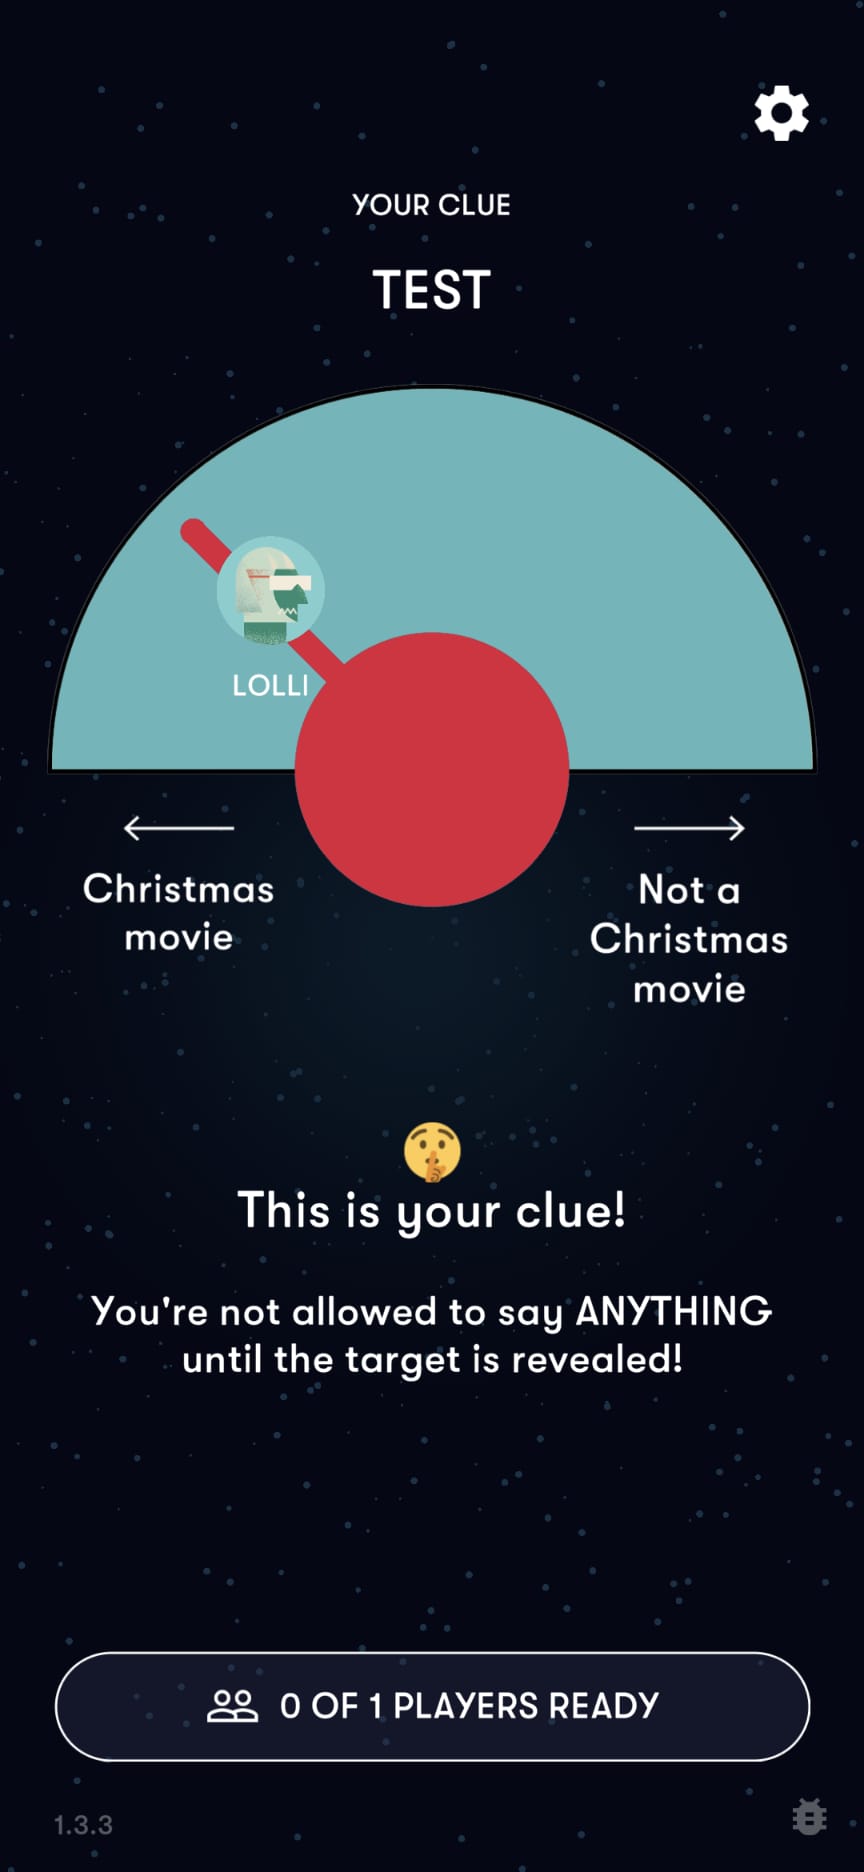 YOUR CLUE
TEST
LOLLI
Christmas
movie
Not a
Christmas
movie
This is your clue!
You're not allowed to say ANYTHING
until the target is revealed!
0 OF 1 PLAYERS READY
1.3.3